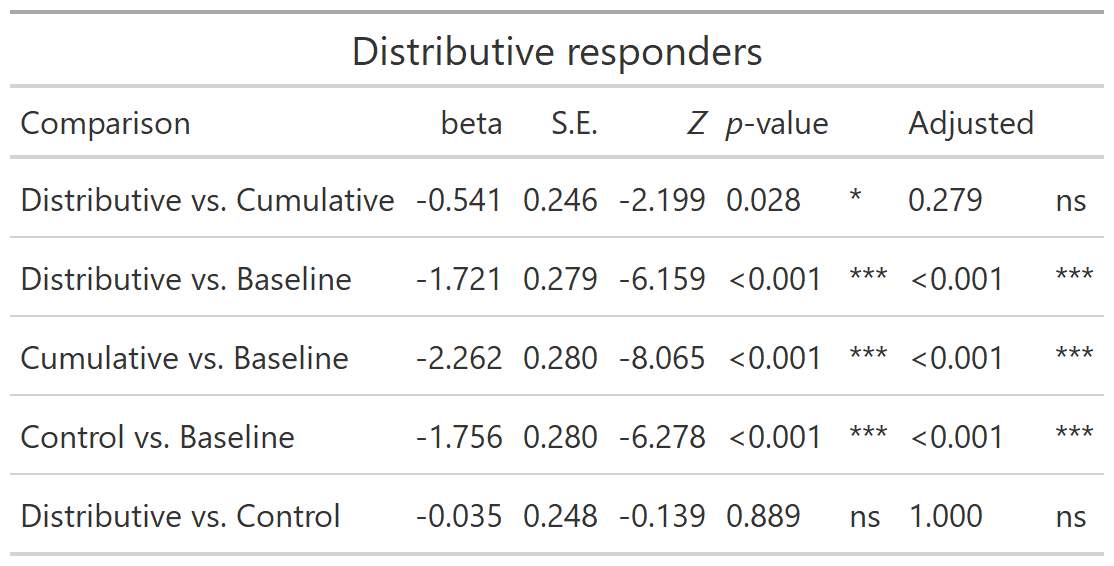 Distributive responders
Comparison beta S.E. Z p-value Adjusted
Distributive vs. Cumulative -0.541 0.246 -2.199 0.028 * 0.279 ns
Distributive vs. Baseline -1.721 0.279 -6.159 <0.001 *** <0.001 ***
Cumulative vs. Baseline -2.262 0.280 -8.065 <0.001 *** <0.001 ***
Control vs. Baseline -1.756 0.280 -6.278 <0.001 *** <0.001 ***
Distributive vs. Control -0.035 0.248 -0.139 0.889 ns 1.000 ns